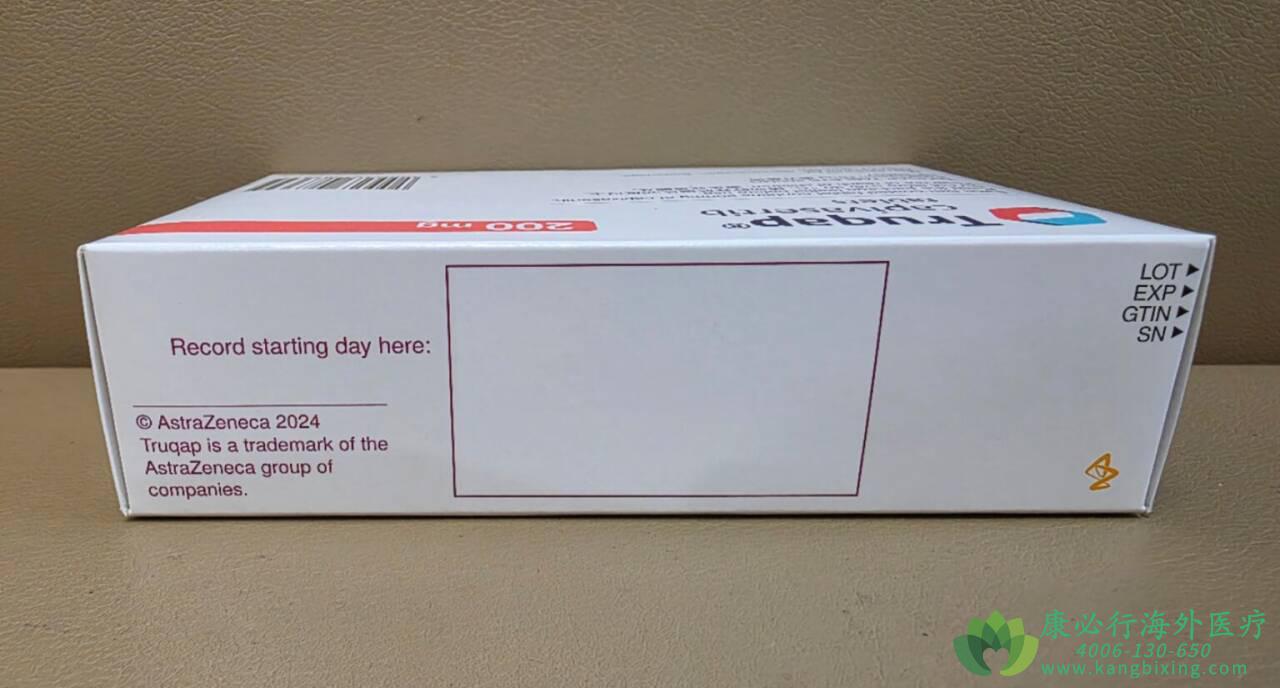 Truqap®
capivasertib
tablets
200 mg
Record starting day here:
© AstraZeneca 2024
Truqap is a trademark of the
AstraZeneca group of
companies.
LOT ▶
EXP ▶
GTIN ▶
SN ▶
康必行海外医疗
4006-130-650
www.kangbixing.com